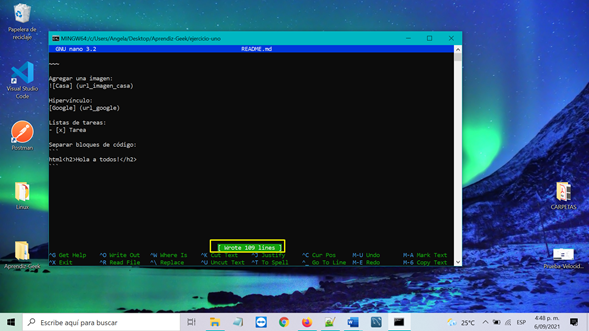 Papelera de
reciclaje
Visual Studio
Code
Postman
Linux
Aprendiz-Geek
CARPETAS
Prueba_Velocid...
MINGW64:/c/Users/Angela/Desktop/Aprendiz-Geek/ejercicio-uno
GNU nano 3.2 README.md
~~~
Agregar una imagen:
![Casa] (url_imagen_casa)
Hipervínculo:
[Google] (url_google)
Listas de tareas:
- [x] Tarea
Separar bloques de código:
```
html<h2>Hola a todos!</h2>
```
[ Wrote 109 lines ]
^G Get Help ^O Write Out ^W Where Is ^K Cut Text ^J Justify ^C Cur Pos M-U Undo M-A Mark Text
^X Exit ^R Read File ^\ Replace ^U Uncut Text ^T To Spell ^_ Go To Line M-E Redo M-6 Copy Text
Escribe aquí para buscar
25°C
ESP
4:48 p. m.
6/09/2021